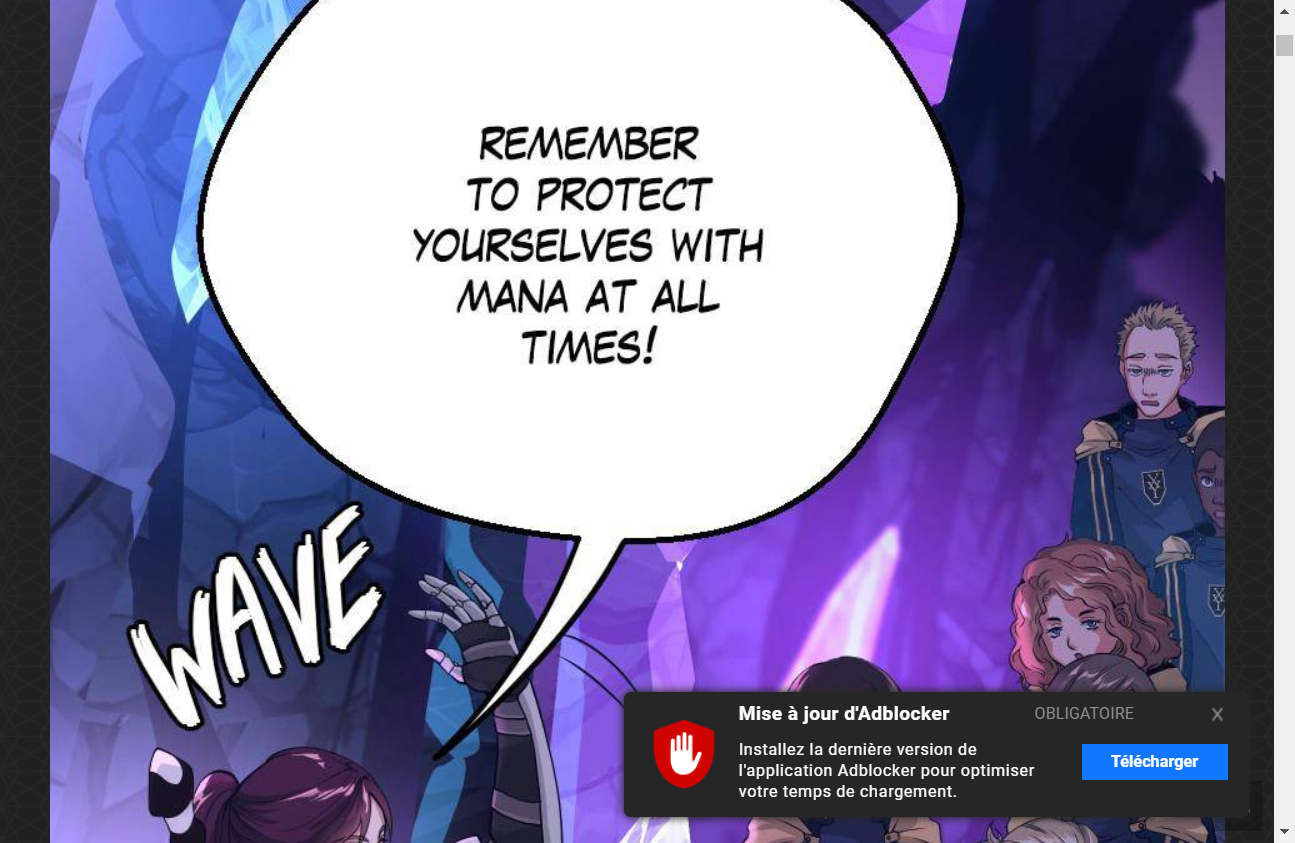 REMEMBER
TO PROTECT
YOURSELVES WITH
MANA AT ALL
TIMES!
WAVE
Mise à jour d'Adblocker OBLIGATOIRE X
Installez la dernière version de
l'application Adblocker pour optimiser
votre temps de chargement.
Télécharger